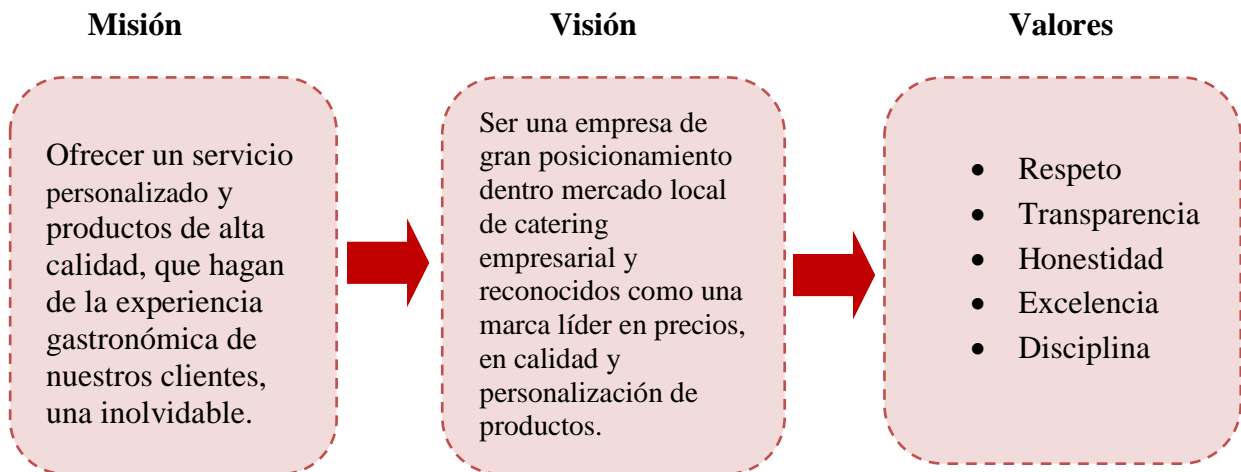 Misión
Visión
Valores
Ofrecer un servicio
personalizado y
productos de alta
calidad, que hagan
de la experiencia
gastronómica de
nuestros clientes,
una inolvidable.
Ser una empresa de
gran posicionamiento
dentro mercado local
de catering
empresarial y
reconocidos como una
marca líder en precios,
en calidad y
personalización de
productos.
• Respeto
• Transparencia
• Honestidad
• Excelencia
• Disciplina